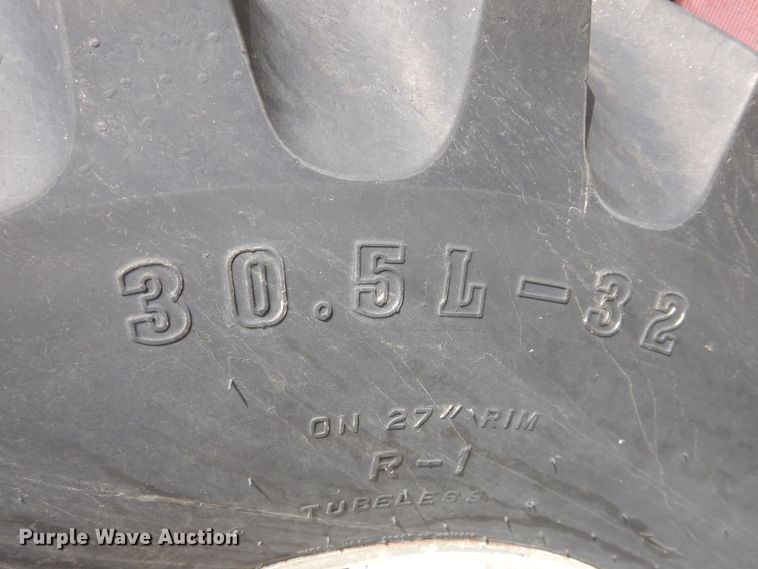 30.5L-32
ON 27" RIM
R-1
TUBELESS
Purple Wave Auction®